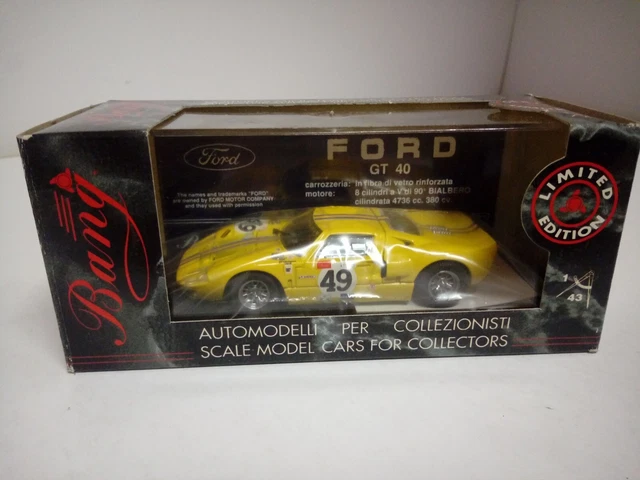 Bang
Ford
FORD
GT 40
The names and trademarks "FORD"
are owned by FORD MOTOR COMPANY
and they used with permission
carrozzeria: in fibra di vetro rinforzata
motore: 8 cilindri a V di 90° BIALBERO
cilindrata 4736 cc. 380 cv
49
LIMITED
EDITION
1
43
AUTOMODELLI PER COLLEZIONISTI
SCALE MODEL CARS FOR COLLECTORS